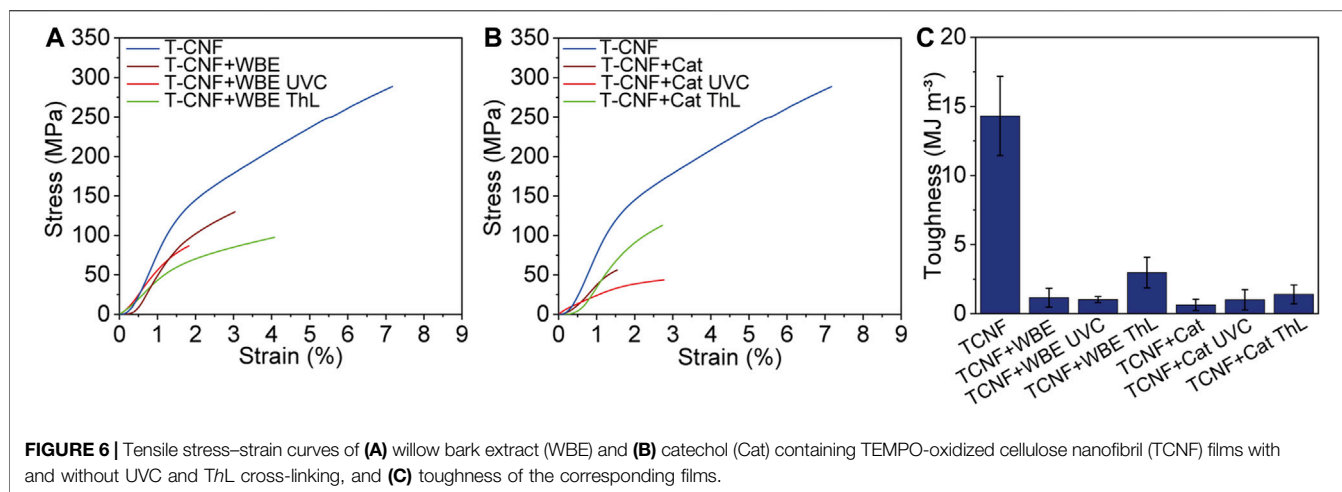 A
350
300
250
200
150
100
50
0
Stress (MPa)
T-CNF
T-CNF+WBE
T-CNF+WBE UVC
T-CNF+WBE ThL
0 1 2 3 4 5 6 7 8 9
Strain (%)
B
350
300
250
200
150
100
50
0
Stress (MPa)
T-CNF
T-CNF+Cat
T-CNF+Cat UVC
T-CNF+Cat ThL
0 1 2 3 4 5 6 7 8 9
Strain (%)
C
20
15
10
5
0
Toughness (MJ m⁻³)
TCNF
TCNF+WBE
TCNF+WBE UVC
TCNF+WBE ThL
TCNF+Cat
TCNF+Cat UVC
TCNF+Cat ThL
FIGURE 6 | Tensile stress–strain curves of (A) willow bark extract (WBE) and (B) catechol (Cat) containing TEMPO-oxidized cellulose nanofibril (TCNF) films with
and without UVC and ThL cross-linking, and (C) toughness of the corresponding films.